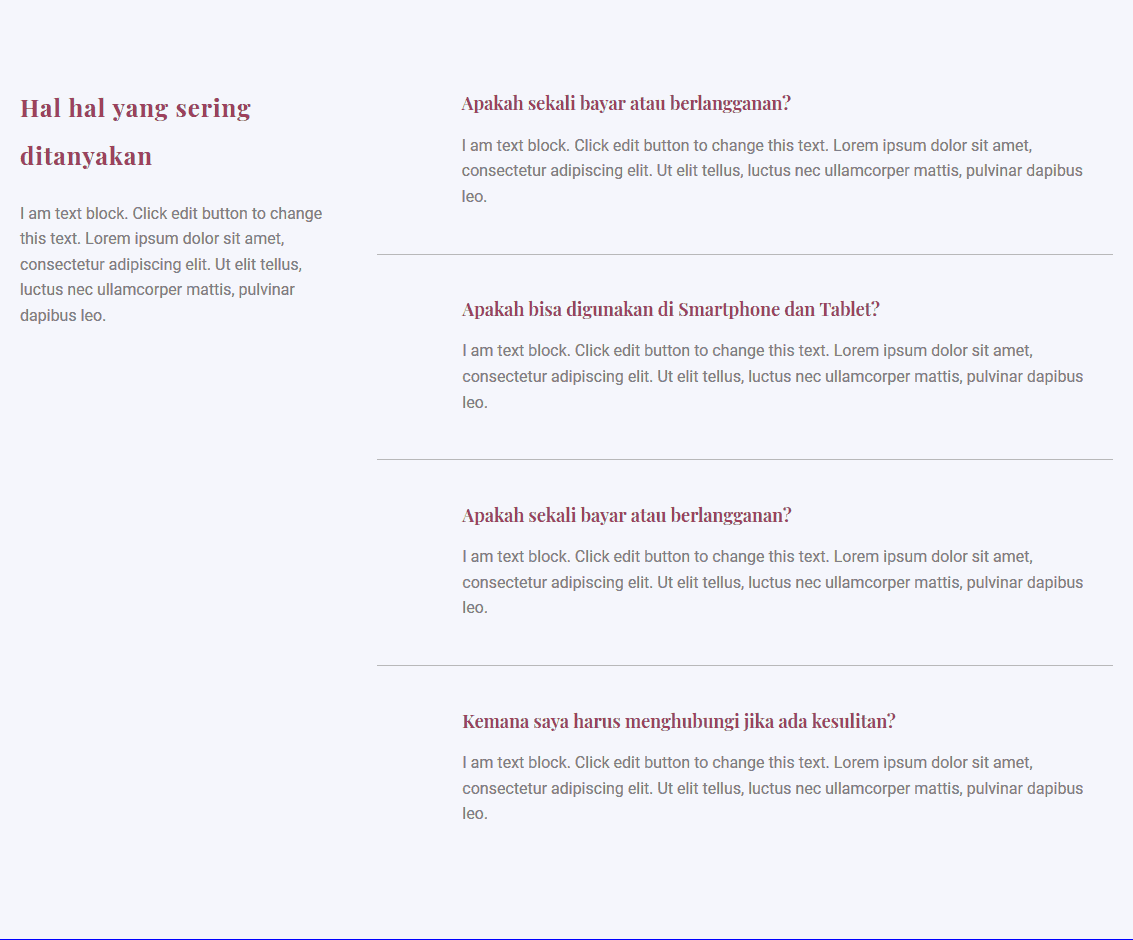 Hal hal yang sering
ditanyakan
I am text block. Click edit button to change
this text. Lorem ipsum dolor sit amet,
consectetur adipiscing elit. Ut elit tellus,
luctus nec ullamcorper mattis, pulvinar
dapibus leo.
Apakah sekali bayar atau berlangganan?
I am text block. Click edit button to change this text. Lorem ipsum dolor sit amet,
consectetur adipiscing elit. Ut elit tellus, luctus nec ullamcorper mattis, pulvinar dapibus
leo.
Apakah bisa digunakan di Smartphone dan Tablet?
I am text block. Click edit button to change this text. Lorem ipsum dolor sit amet,
consectetur adipiscing elit. Ut elit tellus, luctus nec ullamcorper mattis, pulvinar dapibus
leo.
Apakah sekali bayar atau berlangganan?
I am text block. Click edit button to change this text. Lorem ipsum dolor sit amet,
consectetur adipiscing elit. Ut elit tellus, luctus nec ullamcorper mattis, pulvinar dapibus
leo.
Kemana saya harus menghubungi jika ada kesulitan?
I am text block. Click edit button to change this text. Lorem ipsum dolor sit amet,
consectetur adipiscing elit. Ut elit tellus, luctus nec ullamcorper mattis, pulvinar dapibus
leo.